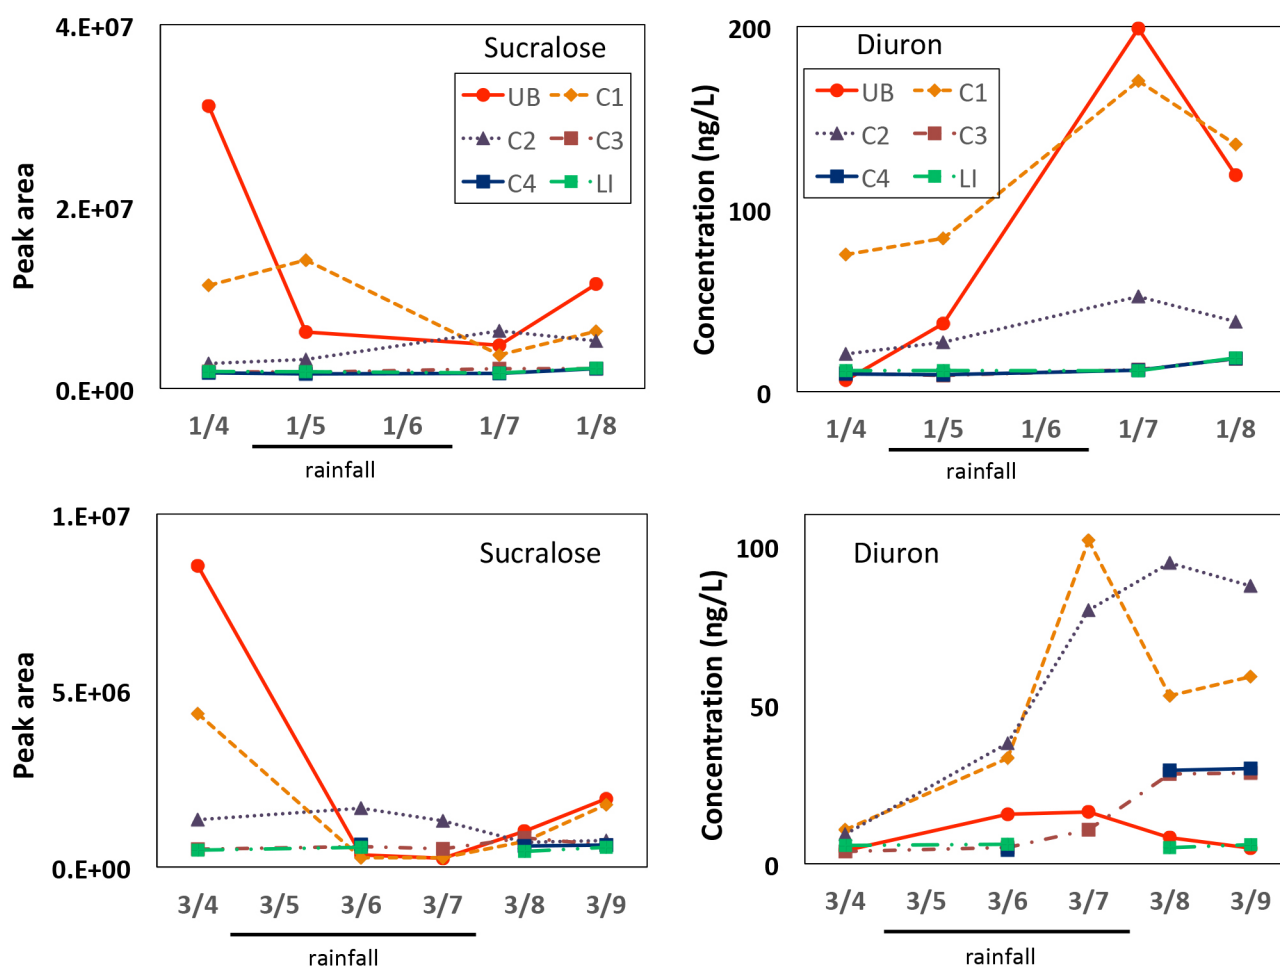 Sucralose
4.E+07
2.E+07
0.E+00
Peak area
UB C1
C2 C3
C4 LI
1/4 1/5 1/6 1/7 1/8
rainfall
Diuron
200
100
0
Concentration (ng/L)
UB C1
C2 C3
C4 LI
1/4 1/5 1/6 1/7 1/8
rainfall
Sucralose
1.E+07
5.E+06
0.E+00
Peak area
3/4 3/5 3/6 3/7 3/8 3/9
rainfall
Diuron
100
50
0
Concentration (ng/L)
3/4 3/5 3/6 3/7 3/8 3/9
rainfall